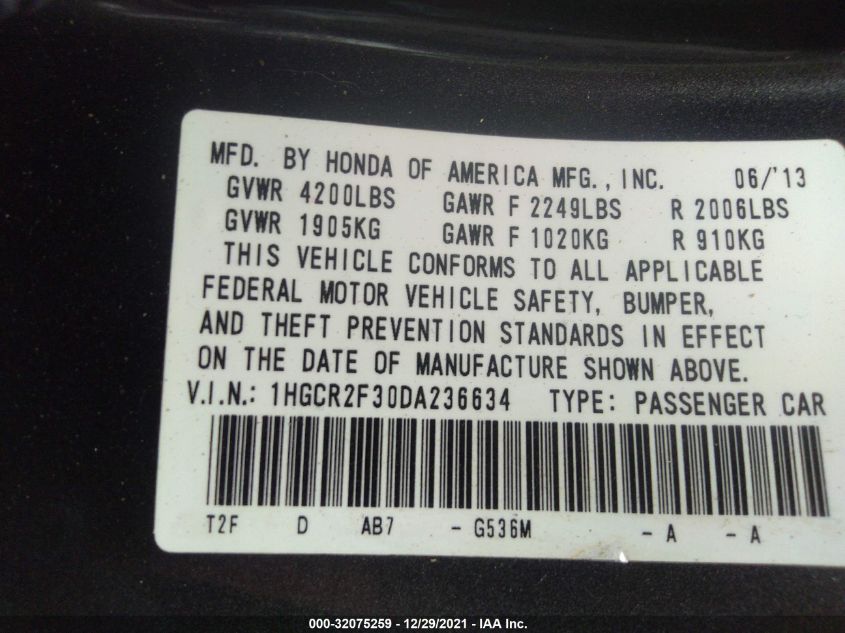 MFD. BY HONDA OF AMERICA MFG., INC. 06/'13
GVWR 4200LBS GAWR F 2249LBS R 2006LBS
GVWR 1905KG GAWR F 1020KG R 910KG
THIS VEHICLE CONFORMS TO ALL APPLICABLE
FEDERAL MOTOR VEHICLE SAFETY, BUMPER,
AND THEFT PREVENTION STANDARDS IN EFFECT
ON THE DATE OF MANUFACTURE SHOWN ABOVE.
V.I.N.: 1HGCR2F30DA236634 TYPE: PASSENGER CAR
T2F D AB7 - G536M - A - A
000-32075259 - 12/29/2021 - IAA Inc.